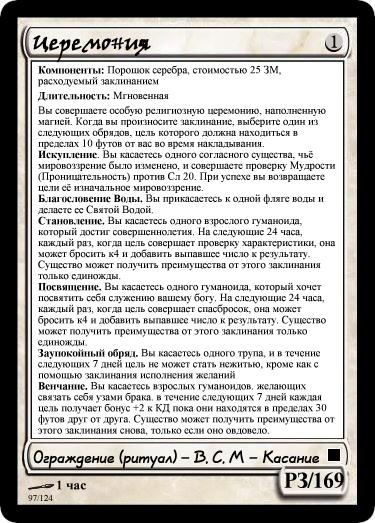 Церемония
1
Компоненты: Порошок серебра, стоимостью 25 ЗМ,
расходуемый заклинанием
Длительность: Мгновенная
Вы совершаете особую религиозную церемонию, наполненную
магией. Когда вы произносите заклинание, выберите один из
следующих обрядов, цель которого должна находиться в
пределах 10 футов от вас во время накладывания.
Искупление. Вы касаетесь одного согласного существа, чьё
мировоззрение было изменено, и совершаете проверку Мудрости
(Проницательность) против Сл 20. При успехе вы возвращаете
цели её изначальное мировоззрение.
Благословение Воды. Вы прикасаетесь к одной фляге воды и
делаете ее Святой Водой.
Становление. Вы касаетесь одного взрослого гуманоида,
который достиг совершеннолетия. На следующие 24 часа,
каждый раз, когда цель совершает проверку характеристики, она
может бросить к4 и добавить выпавшее число к результату.
Существо может получить преимущества от этого заклинания
только единожды.
Посвящение. Вы касаетесь одного гуманоида, который хочет
посвятить себя служению вашему богу. На следующие 24 часа,
каждый раз, когда цель совершает спасбросок, она может
бросить к4 и добавить выпавшее число к результату. Существо
может получить преимущества от этого заклинания только
единожды.
Заупокойный обряд. Вы касаетесь одного трупа, и в течение
следующих 7 дней цель не может стать нежитью, кроме как с
помощью заклинания исполнения желаний
Венчание. Вы касаетесь взрослых гуманоидов. желающих
связать себя узами брака. в течение следующих 7 дней каждая
цель получает бонус +2 к КД пока они находятся в пределах 30
футов друг от друга. Существо может получить преимущества от
этого заклинания снова, только если оно овдовело.
Ограждение (ритуал) – В, С, М – Касание
1 час
РЗ/169
97/124